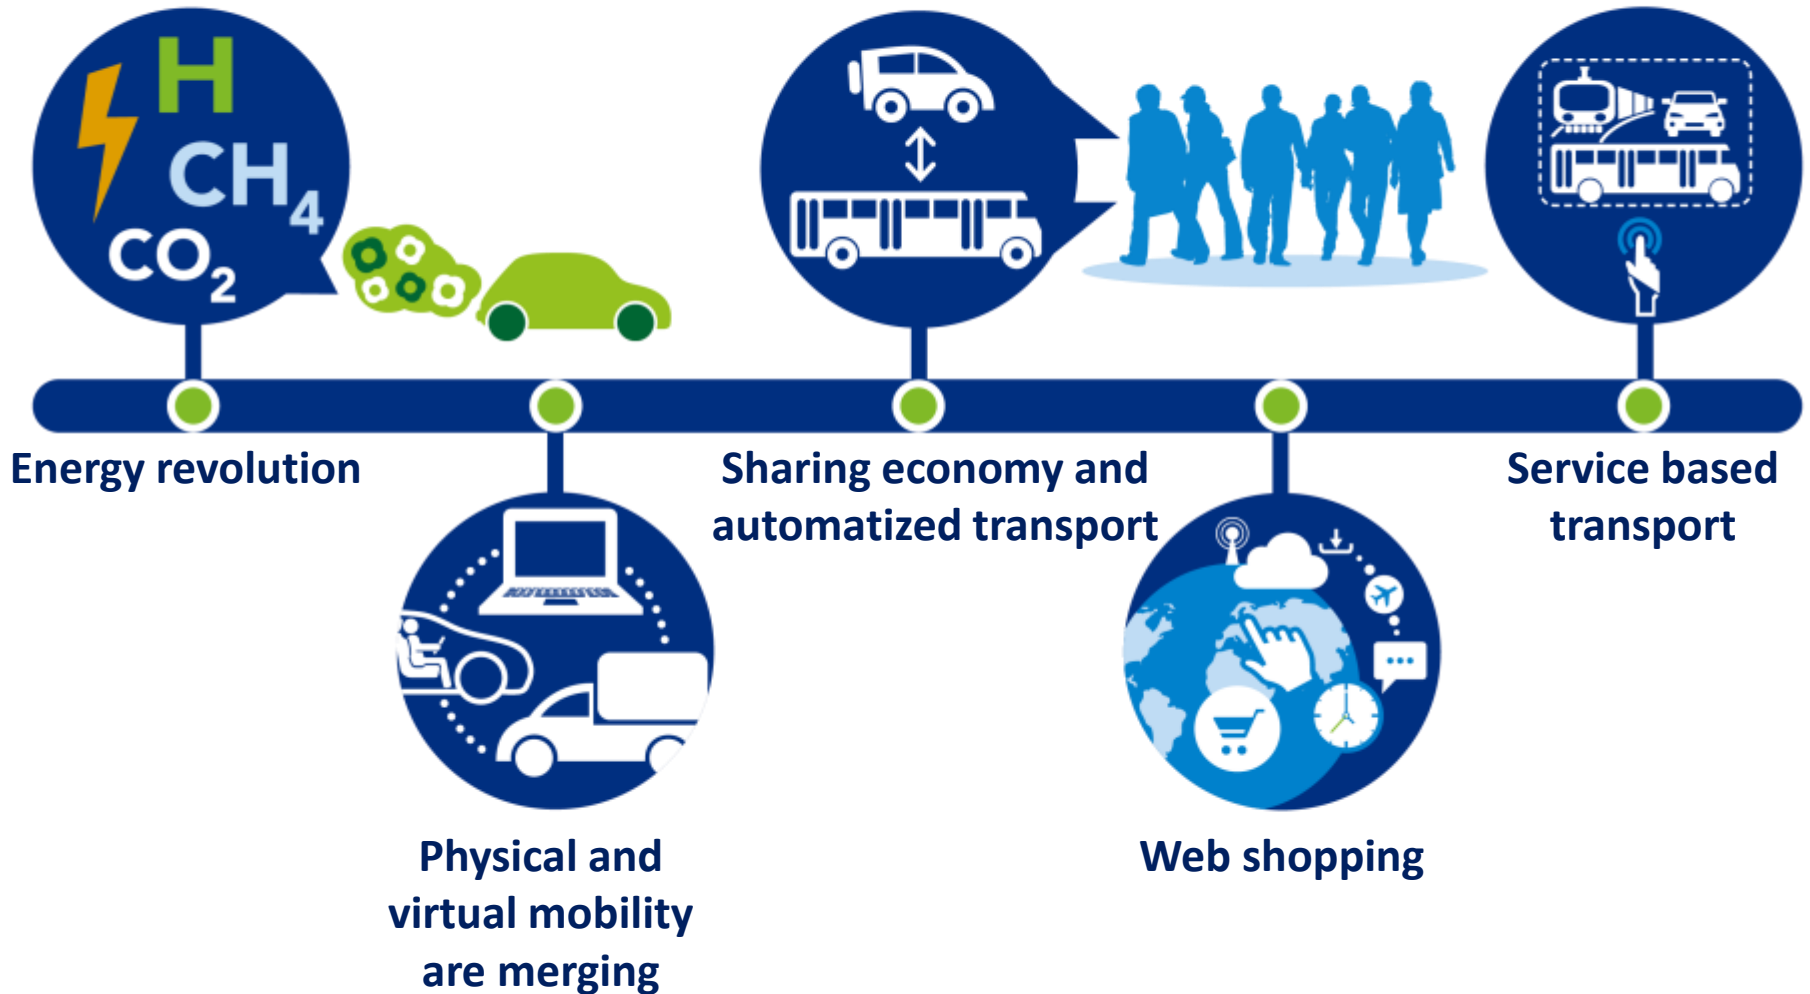 H
CH₄
CO₂
Energy revolution
Physical and
virtual mobility
are merging
Sharing economy and
automatized transport
Web shopping
Service based
transport